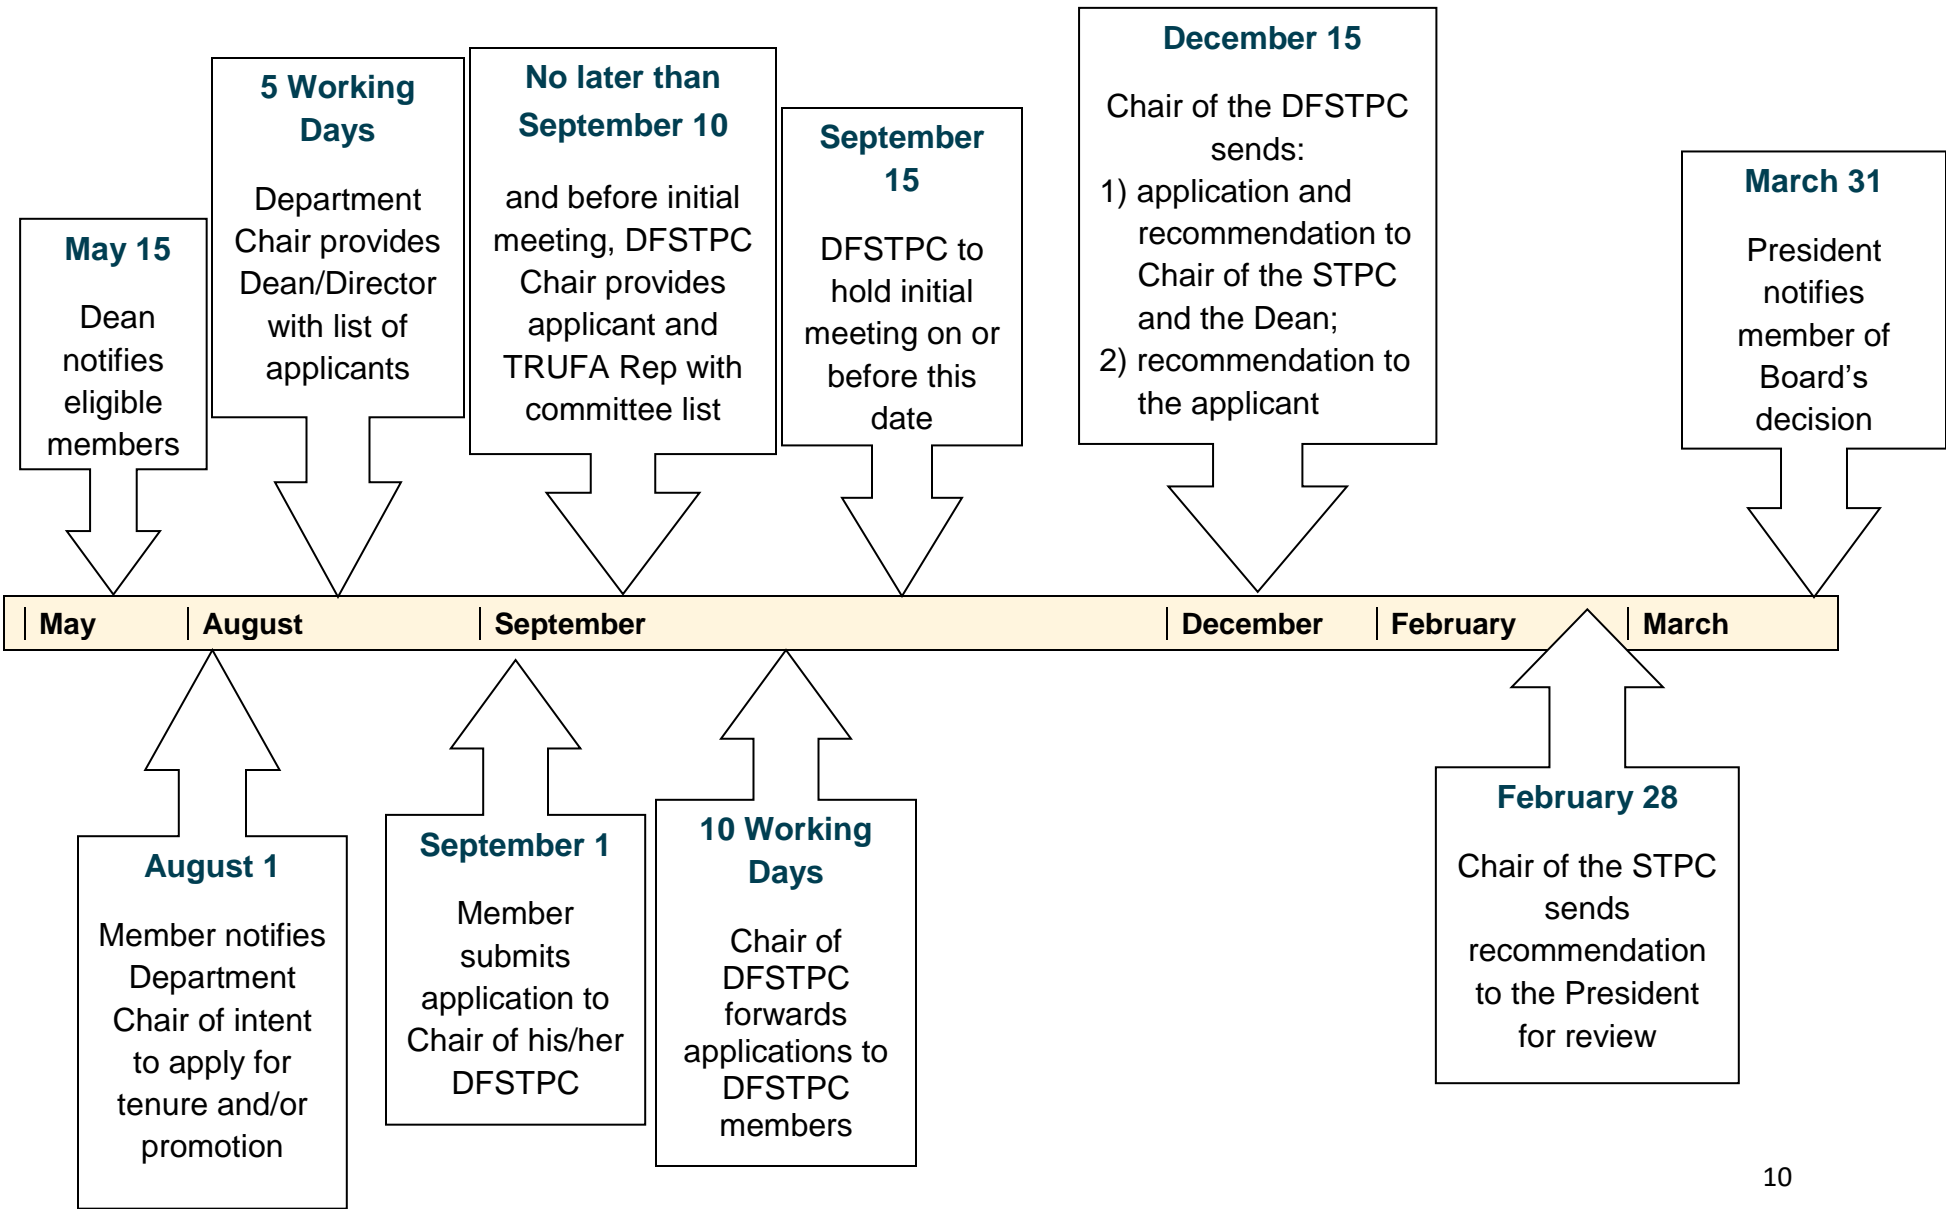 May 15
Dean
notifies
eligible
members
5 Working
Days
Department
Chair provides
Dean/Director
with list of
applicants
No later than
September 10
and before initial
meeting, DFSTPC
Chair provides
applicant and
TRUFA Rep with
committee list
September
15
DFSTPC to
hold initial
meeting on or
before this
date
December 15
Chair of the DFSTPC
sends:
1) application and
recommendation to
Chair of the STPC
and the Dean;
2) recommendation to
the applicant
March 31
President
notifies
member of
Board’s
decision
May
August
September
December
February
March
August 1
Member notifies
Department
Chair of intent
to apply for
tenure and/or
promotion
September 1
Member
submits
application to
Chair of his/her
DFSTPC
10 Working
Days
Chair of
DFSTPC
forwards
applications to
DFSTPC
members
February 28
Chair of the STPC
sends
recommendation
to the President
for review
10